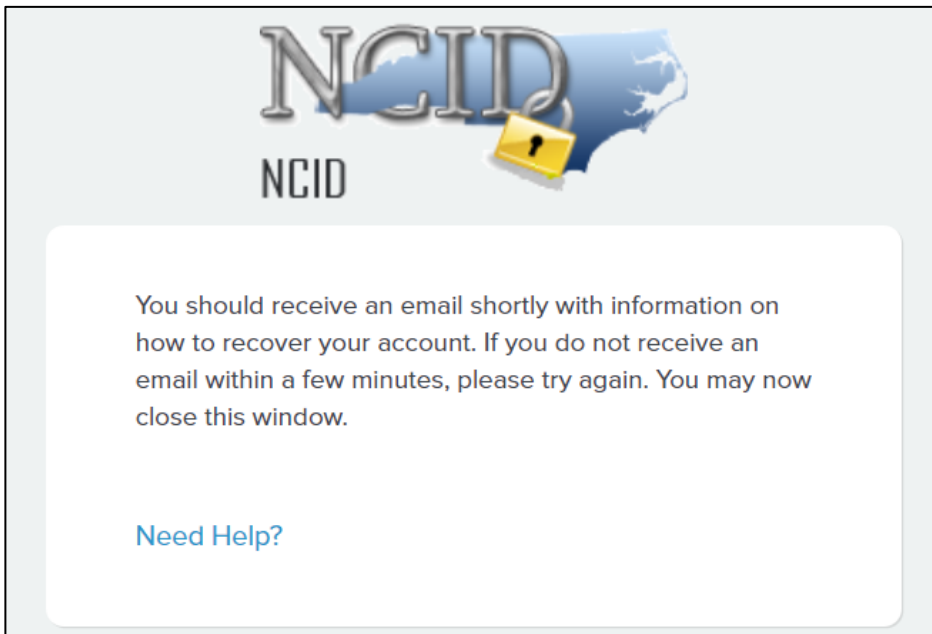 NCID
NCID
You should receive an email shortly with information on
how to recover your account. If you do not receive an
email within a few minutes, please try again. You may now
close this window.
Need Help?